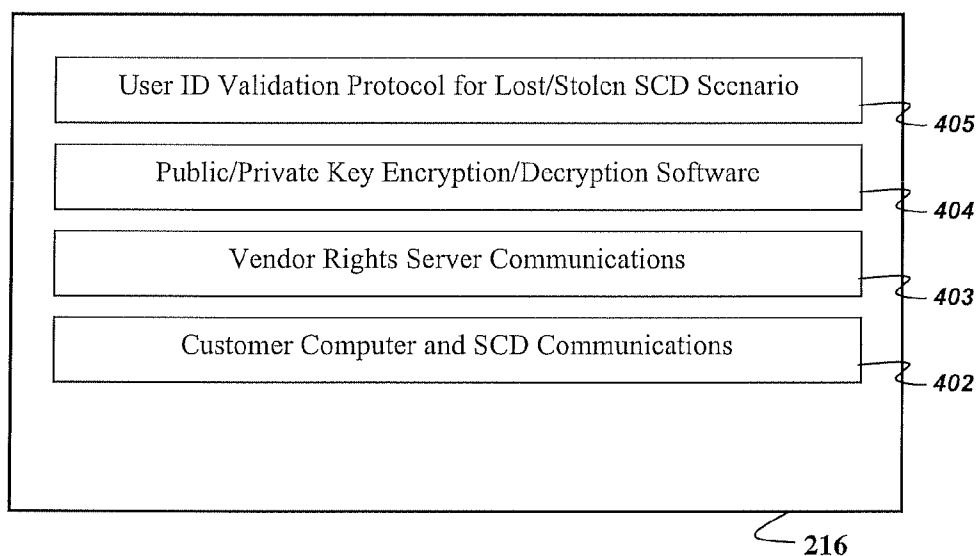 User ID Validation Protocol for Lost/Stolen SCD Scenario
405
Public/Private Key Encryption/Decryption Software
404
Vendor Rights Server Communications
403
Customer Computer and SCD Communications
402
216